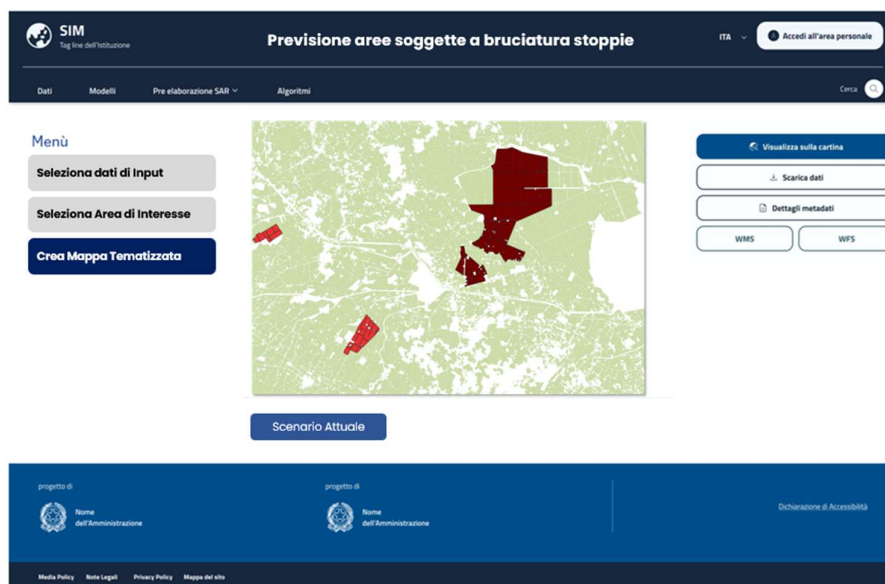 SIM
Tag line dell'Istituzione
Previsione aree soggette a bruciatura stoppie
ITA
Accedi all'area personale
Dati
Modelli
Pre elaborazione SAR
Algoritmi
Cerca
Menù
Seleziona dati di Input
Seleziona Area di Interesse
Crea Mappa Tematizzata
Visualizza sulla cartina
Scarica dati
Dettagli metadati
WMS
WFS
Scenario Attuale
progetto di
Nome
dell'Amministrazione
progetto di
Nome
dell'Amministrazione
Dichiarazione di Accessibilità
Media Policy
Note Legali
Privacy Policy
Mappa del sito